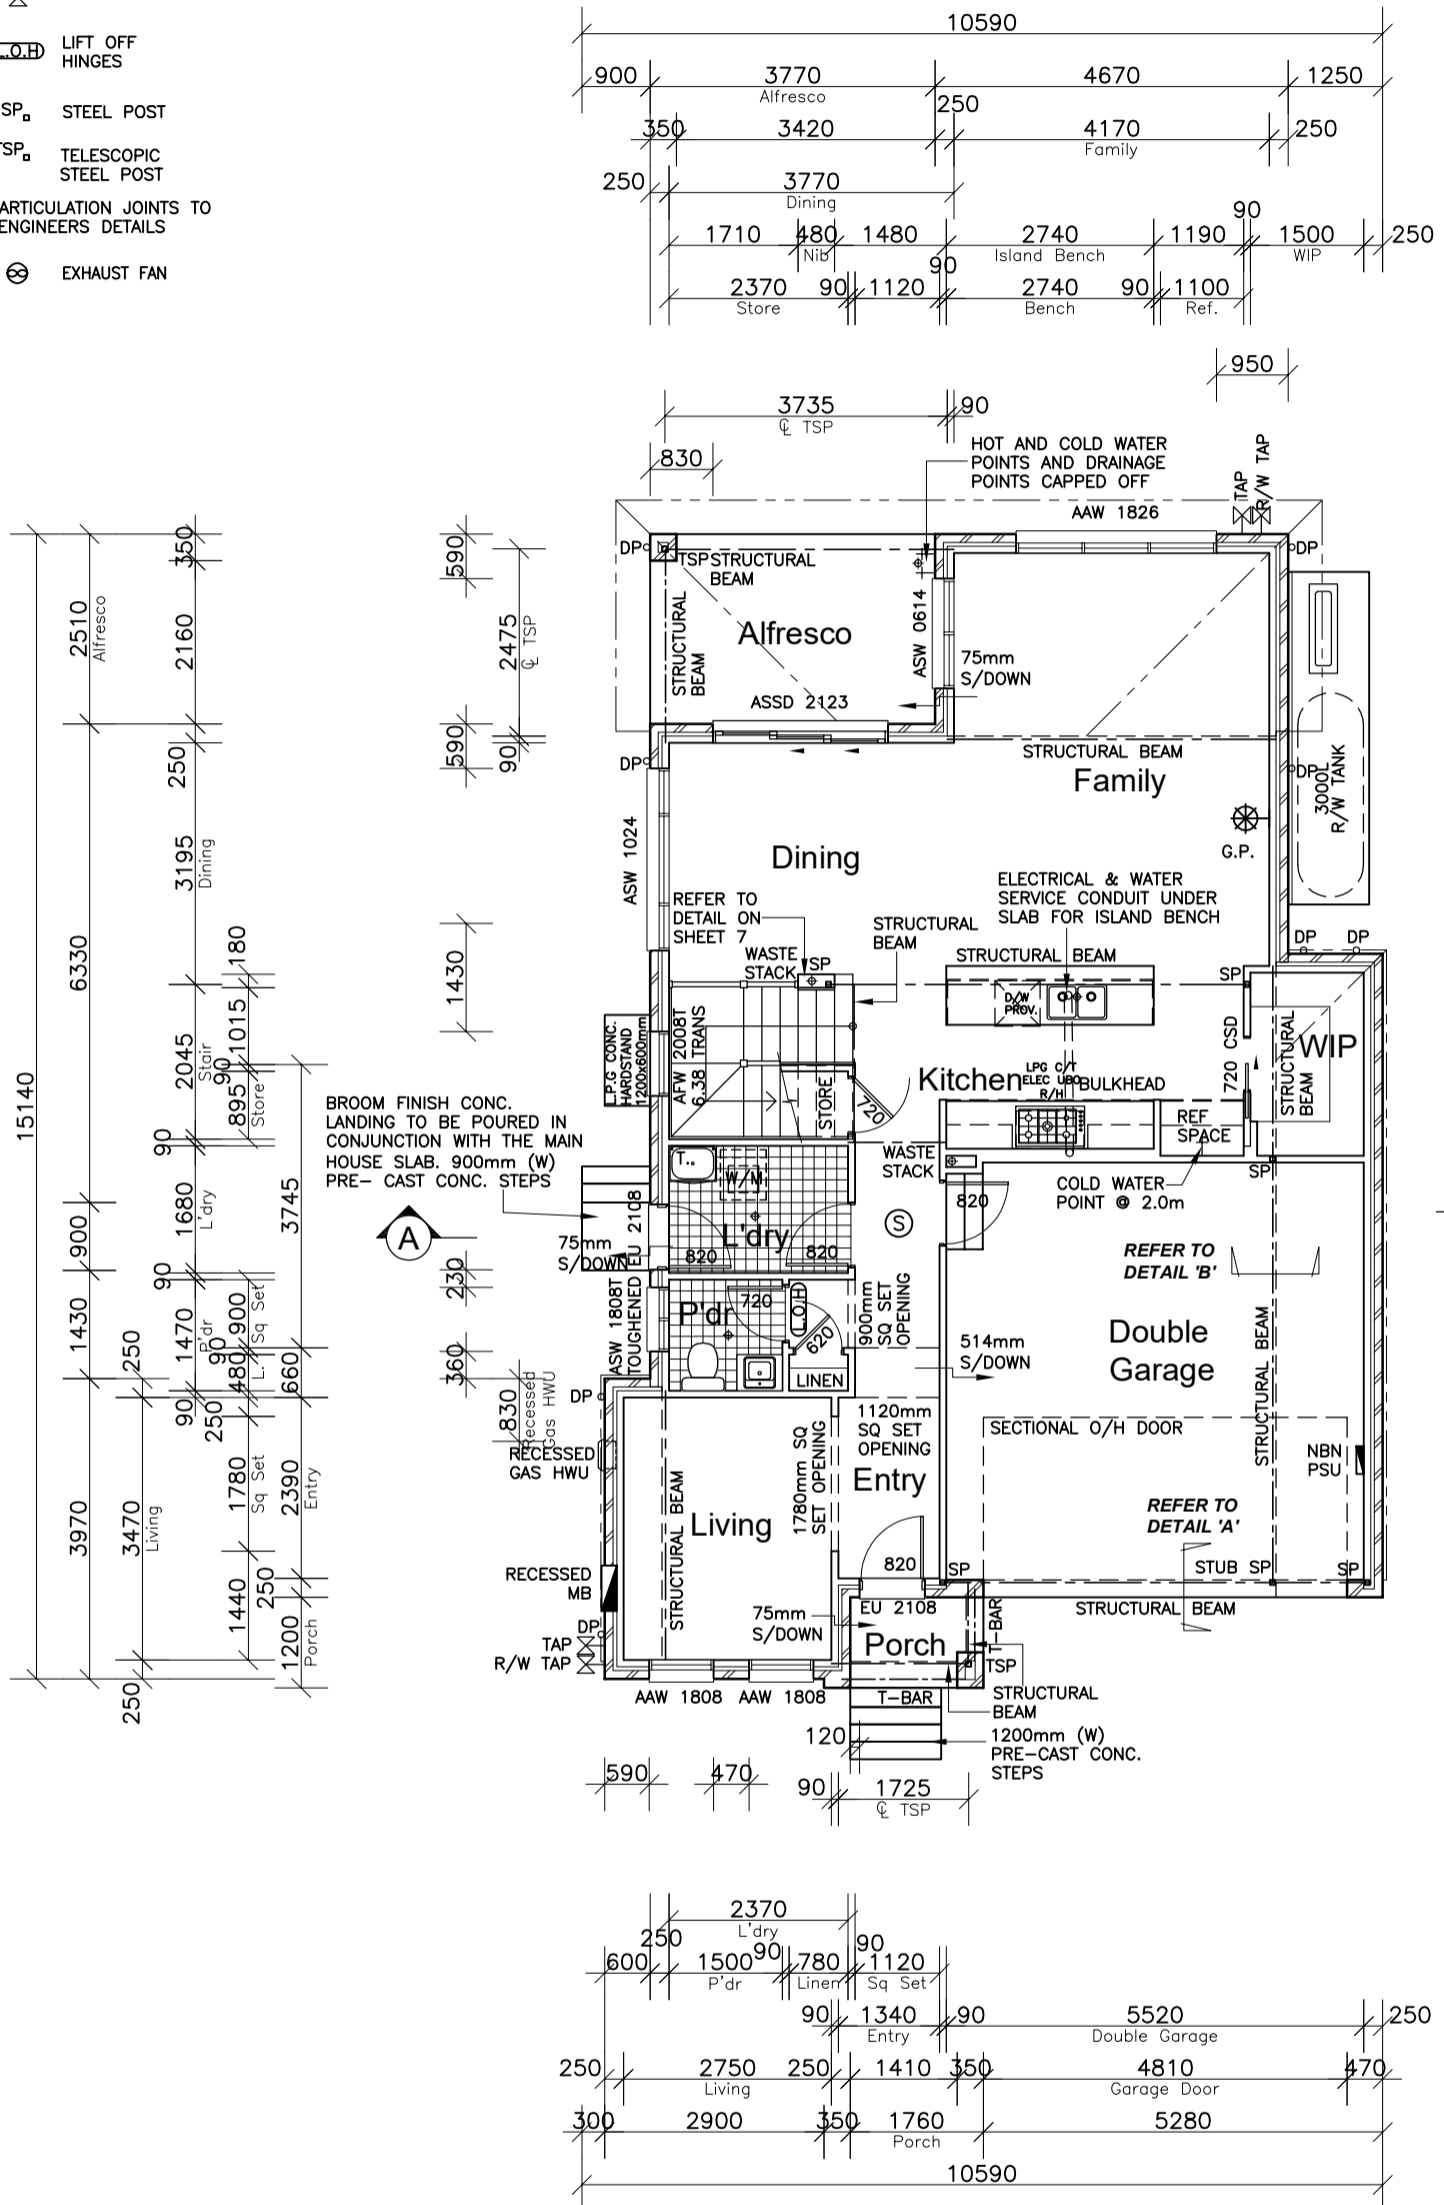 L.O.H
LIFT OFF
HINGES
SP
STEEL POST
TSP
TELESCOPIC
STEEL POST
ARTICULATION JOINTS TO
ENGINEERS DETAILS
EXHAUST FAN
10590
900 3770 4670 1250
Alfresco
250
350 3420 4170 250
Family
250 3770
Dining
90
1710 480 1480 2740 1190 1500 250
Nib Island Bench WIP
90
2370 90 1120 2740 90 1100
Store Bench Ref.
950
3735 90
℄ TSP
830
HOT AND COLD WATER
POINTS AND DRAINAGE
POINTS CAPPED OFF
TAP
R/W TAP
AAW 1826
DP
TSP
STRUCTURAL
BEAM
DP
STRUCTURAL
BEAM
Alfresco
ASW 0614
75mm
S/DOWN
ASSD 2123
STRUCTURAL BEAM
Family
DP
DP
3000L
R/W TANK
G.P.
Dining
ASW 1024
REFER TO
DETAIL ON
SHEET 7
ELECTRICAL & WATER
SERVICE CONDUIT UNDER
SLAB FOR ISLAND BENCH
STRUCTURAL
BEAM
WASTE
STACK
SP
STRUCTURAL BEAM
DP DP
SP
D/W
PROV.
L.P.G CONC.
HARDSTAND
1200x600mm
AFW 2008T
6.38 TRANS
STORE
720
Kitchen
LPG C/T
ELEC UBO
R/H
BULKHEAD
720 CSD
STRUCTURAL
BEAM
WIP
REF
SPACE
BROOM FINISH CONC.
LANDING TO BE POURED IN
CONJUNCTION WITH THE MAIN
HOUSE SLAB. 900mm (W)
PRE- CAST CONC. STEPS
WASTE
STACK
SP
COLD WATER
POINT @ 2.0m
T..
W/M
820
A
75mm
S/DOWN
EU 2108
L'dry
820 820
S
REFER TO
DETAIL 'B'
ASW 1808T
TOUGHENED
P'dr
720
L.O.H
620
LINEN
900mm
SQ SET
OPENING
514mm
S/DOWN
Double
Garage
STRUCTURAL BEAM
DP
RECESSED
GAS HWU
1120mm
SQ SET
OPENING
1780mm SQ
SET OPENING
SECTIONAL O/H DOOR
NBN
PSU
Entry
Living
STRUCTURAL BEAM
REFER TO
DETAIL 'A'
RECESSED
MB
820
SP
STUB SP
SP
DP
TAP
R/W TAP
75mm
S/DOWN
EU 2108
Porch
T-BAR
STRUCTURAL BEAM
TSP
AAW 1808 AAW 1808
T-BAR
STRUCTURAL
BEAM
120
1200mm (W)
PRE-CAST CONC.
STEPS
15140
2510
Alfresco
6330
900
1430
3970
350
2160
250
3195
Dining
2045
Stair
90
1680
L'dry
90
1470
P'dr
90
250
3470
Living
250
180
1015
90
895
Store
900
Sq Set
90
480
L.
250
1780
Sq Set
1440
3745
660
2390
Entry
250
1200
Porch
590
590
1430
230
360
830
Recessed
Gas HWU
2475
℄ TSP
90
590 470 90 1725
℄ TSP
2370
L'dry
250 90 90
600 1500 780 1120
P'dr Linen Sq Set
90 1340 90 5520 250
Entry Double Garage
250 2750 250 1410 350 4810 470
Living Garage Door
300 2900 350 1760 5280
Porch
10590